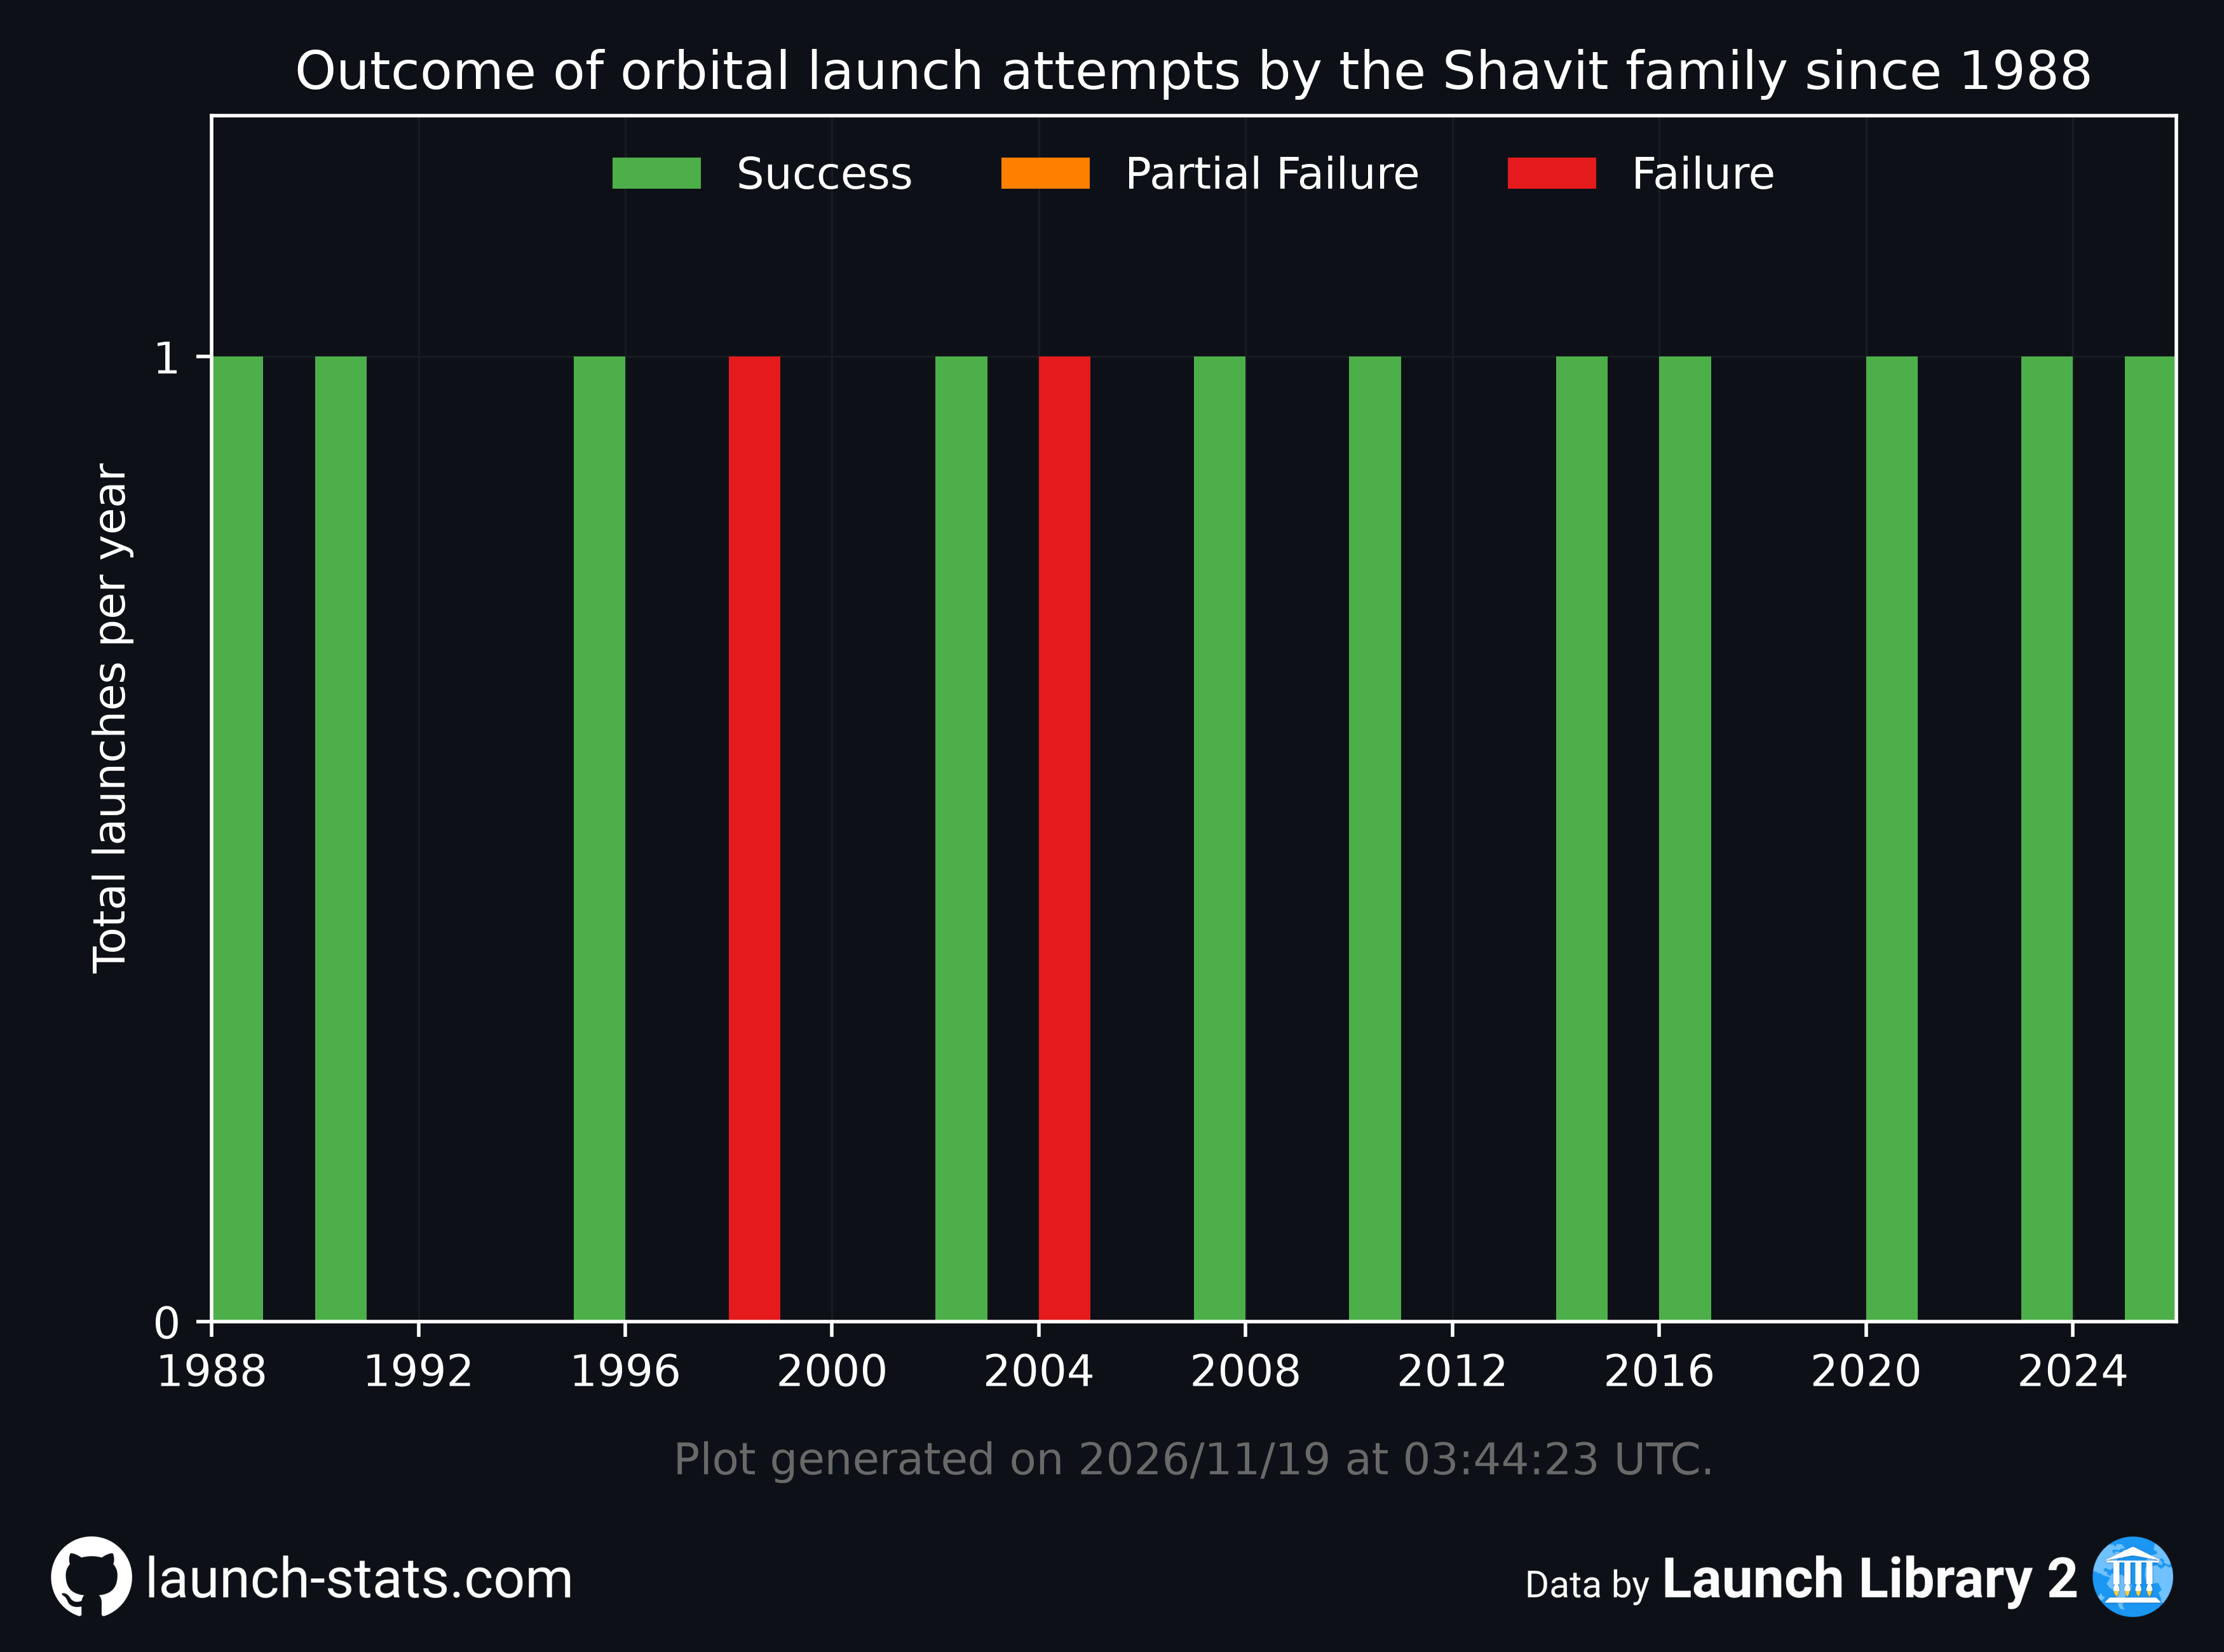 Outcome of orbital launch attempts by the Shavit family since 1988
Success Partial Failure Failure
Total launches per year
1
0
1988 1992 1996 2000 2004 2008 2012 2016 2020 2024
Plot generated on 2026/11/19 at 03:44:23 UTC.
launch-stats.com
Data by Launch Library 2